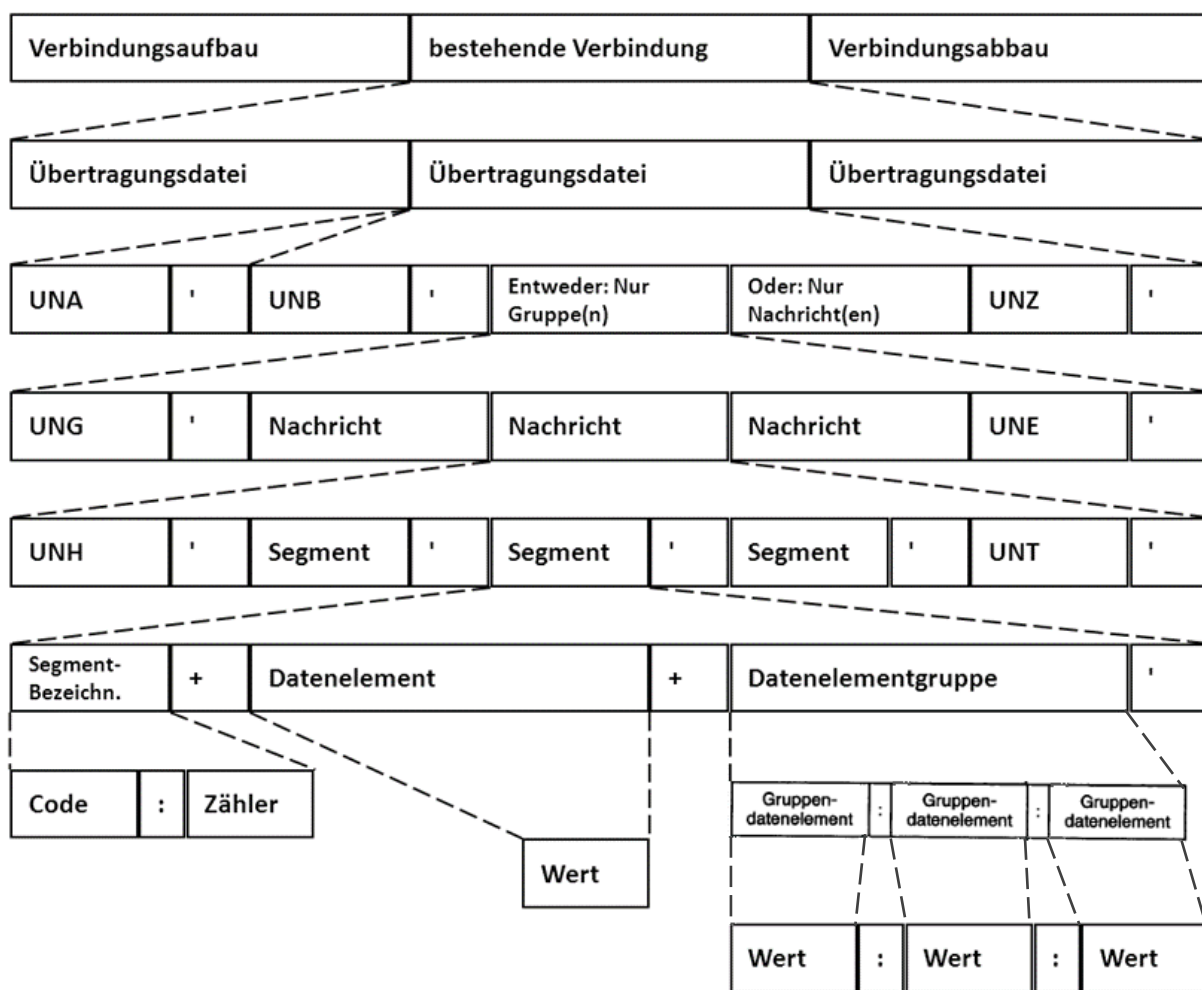 Verbindungsaufbau bestehende Verbindung Verbindungsabbau
Übertragungsdatei Übertragungsdatei Übertragungsdatei
UNA ' UNB ' Entweder: Nur Gruppe(n) Oder: Nur Nachricht(en) UNZ '
UNG ' Nachricht Nachricht Nachricht UNE '
UNH ' Segment ' Segment ' Segment ' UNT '
Segment-
Bezeichn. + Datenelement + Datenelementgruppe '
Code : Zähler
Gruppen-
datenelement : Gruppen-
datenelement : Gruppen-
datenelement
Wert
Wert : Wert : Wert